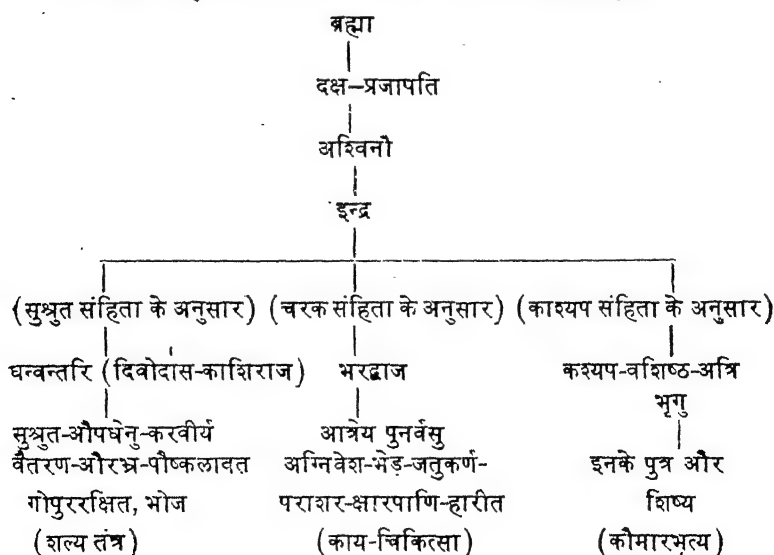 ब्रह्मा
दक्ष-प्रजापति
अश्विनौ
इन्द्र
(सुश्रुत संहिता के अनुसार) (चरक संहिता के अनुसार) (काश्यप संहिता के अनुसार)
धन्वन्तरि (दिवोदास-काशिराज) भरद्वाज कश्यप-वशिष्ठ-अत्रि
भृगु
सुश्रुत-औपधेनु-करवीर्य आत्रेय पुनर्वसु
वैतरण-औरभ्र-पौष्कलावत अग्निवेश-भेड़-जतुकर्ण- इनके पुत्र और
गोपुररक्षित, भोज पराशर-क्षारपाणि-हारीत शिष्य
(शल्य तंत्र) (काय-चिकित्सा) (कौमारभृत्य)